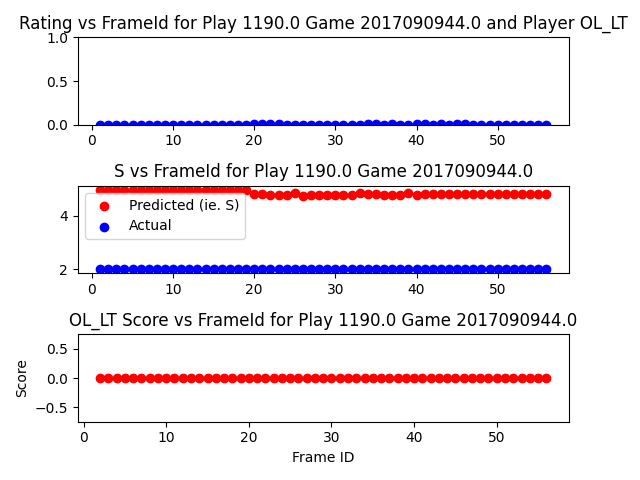 Rating vs FrameId for Play 1190.0 Game 2017090944.0 and Player OL_LT
1.0
0.5
0.0
0 10 20 30 40 50
S vs FrameId for Play 1190.0 Game 2017090944.0
4
2
Predicted (ie. S)
Actual
0 10 20 30 40 50
OL_LT Score vs FrameId for Play 1190.0 Game 2017090944.0
Score
0.5
0.0
−0.5
0 10 20 30 40 50
Frame ID